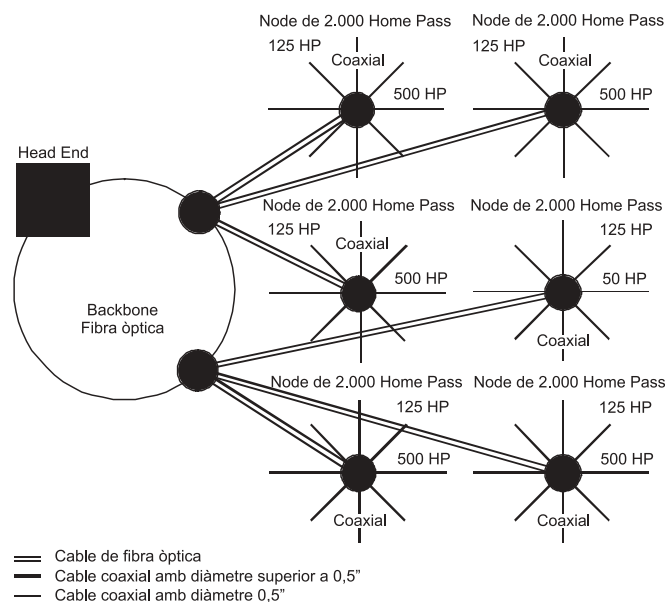 Node de 2.000 Home Pass
125 HP
Coaxial
500 HP
Node de 2.000 Home Pass
125 HP
Coaxial
500 HP
Head End
Node de 2.000 Home Pass
125 HP
Coaxial
500 HP
Node de 2.000 Home Pass
125 HP
50 HP
Coaxial
Backbone
Fibra òptica
Node de 2.000 Home Pass
125 HP
500 HP
Coaxial
Node de 2.000 Home Pass
125 HP
500 HP
Coaxial
Cable de fibra òptica
Cable coaxial amb diàmetre superior a 0,5”
Cable coaxial amb diàmetre 0,5”